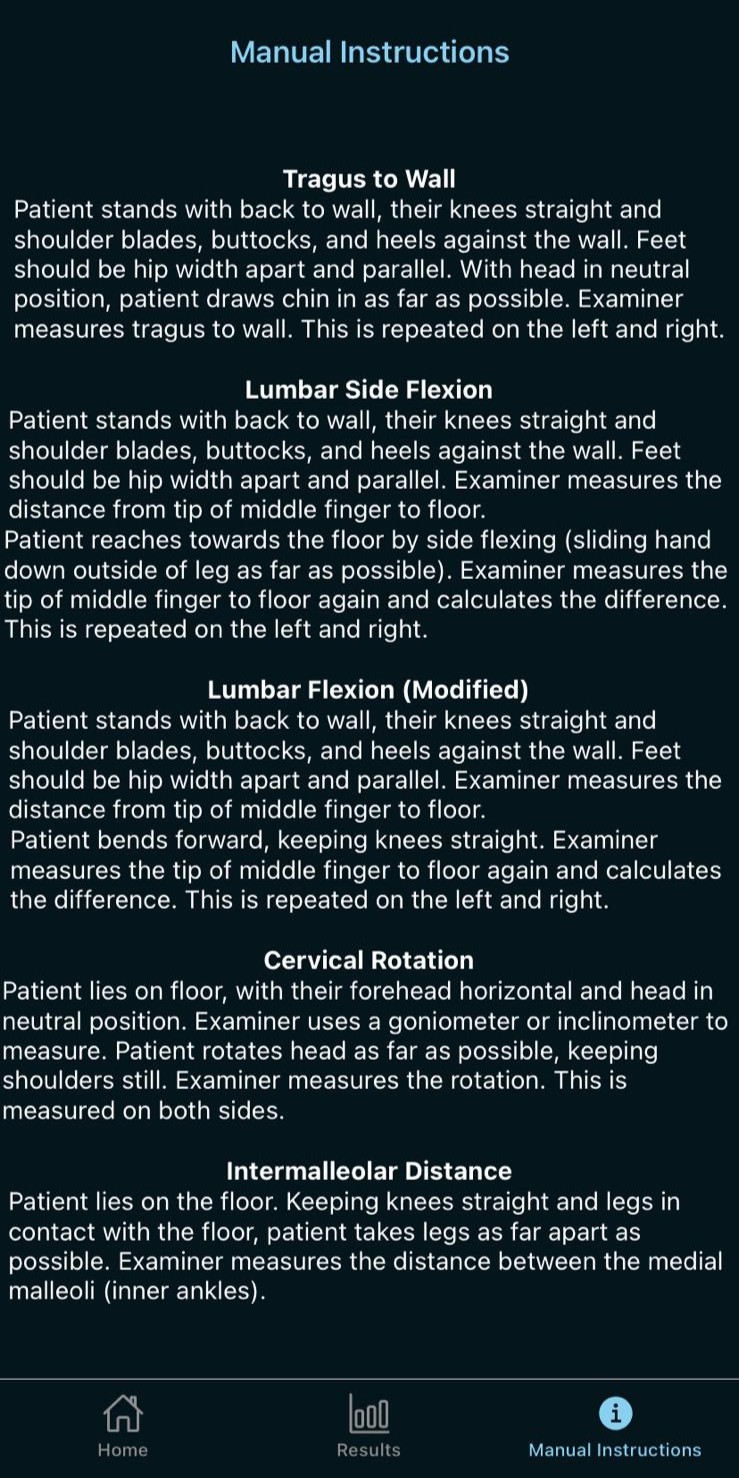 Manual Instructions
Tragus to Wall
Patient stands with back to wall, their knees straight and
shoulder blades, buttocks, and heels against the wall. Feet
should be hip width apart and parallel. With head in neutral
position, patient draws chin in as far as possible. Examiner
measures tragus to wall. This is repeated on the left and right.
Lumbar Side Flexion
Patient stands with back to wall, their knees straight and
shoulder blades, buttocks, and heels against the wall. Feet
should be hip width apart and parallel. Examiner measures the
distance from tip of middle finger to floor.
Patient reaches towards the floor by side flexing (sliding hand
down outside of leg as far as possible). Examiner measures the
tip of middle finger to floor again and calculates the difference.
This is repeated on the left and right.
Lumbar Flexion (Modified)
Patient stands with back to wall, their knees straight and
shoulder blades, buttocks, and heels against the wall. Feet
should be hip width apart and parallel. Examiner measures the
distance from tip of middle finger to floor.
Patient bends forward, keeping knees straight. Examiner
measures the tip of middle finger to floor again and calculates
the difference. This is repeated on the left and right.
Cervical Rotation
Patient lies on floor, with their forehead horizontal and head in
neutral position. Examiner uses a goniometer or inclinometer to
measure. Patient rotates head as far as possible, keeping
shoulders still. Examiner measures the rotation. This is
measured on both sides.
Intermalleolar Distance
Patient lies on the floor. Keeping knees straight and legs in
contact with the floor, patient takes legs as far apart as
possible. Examiner measures the distance between the medial
malleoli (inner ankles).
Home
Results
Manual Instructions